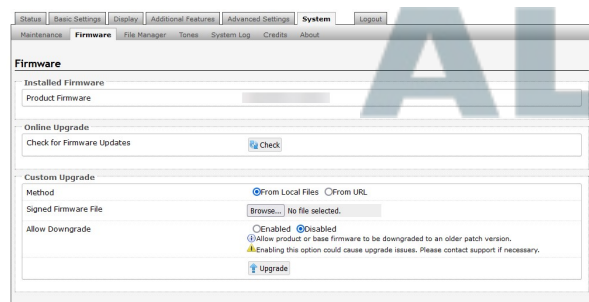 Status Basic Settings Display Additional Features Advanced Settings System Logout
Maintenance Firmware File Manager Tones System Log Credits About
Firmware
Installed Firmware
Product Firmware
Online Upgrade
Check for Firmware Updates Check
Custom Upgrade
Method From Local Files From URL
Signed Firmware File Browse... No file selected.
Allow Downgrade Enabled Disabled
Allow product or base firmware to be downgraded to an older patch version.
Enabling this option could cause upgrade issues. Please contact support if necessary.
Upgrade
AL